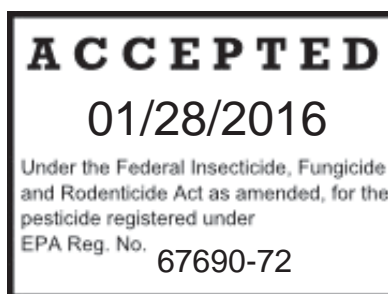 ACCEPTED
01/28/2016
Under the Federal Insecticide, Fungicide
and Rodenticide Act as amended, for the
pesticide registered under
EPA Reg. No. 67690-72